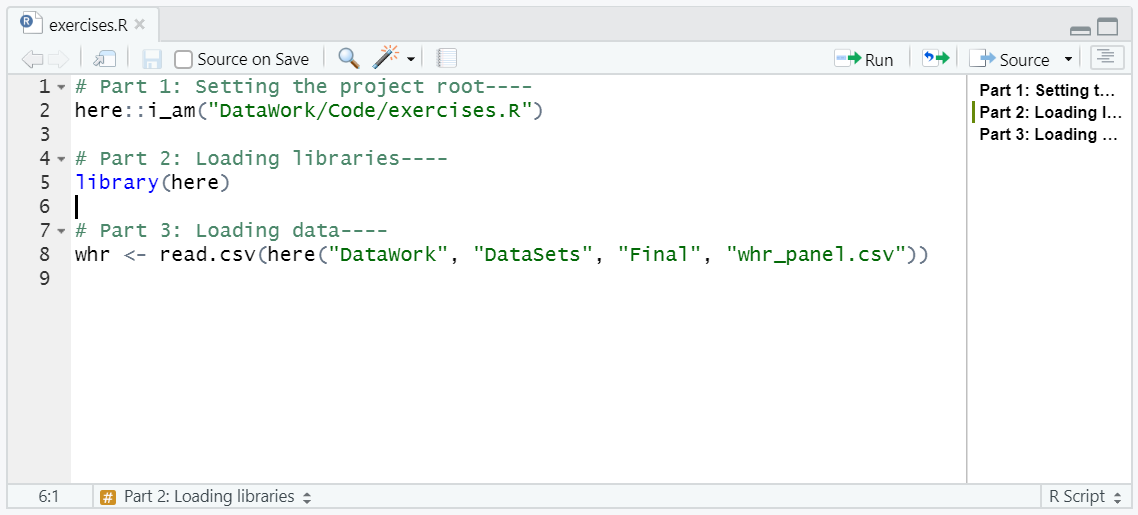 exercises.R
Source on Save
Run
Source
1 # Part 1: Setting the project root----
2 here::i_am("DataWork/Code/exercises.R")
3
4 # Part 2: Loading libraries----
5 library(here)
6
7 # Part 3: Loading data----
8 whr <- read.csv(here("DataWork", "DataSets", "Final", "whr_panel.csv"))
9
Part 1: Setting t...
Part 2: Loading l...
Part 3: Loading ...
6:1
# Part 2: Loading libraries
R Script